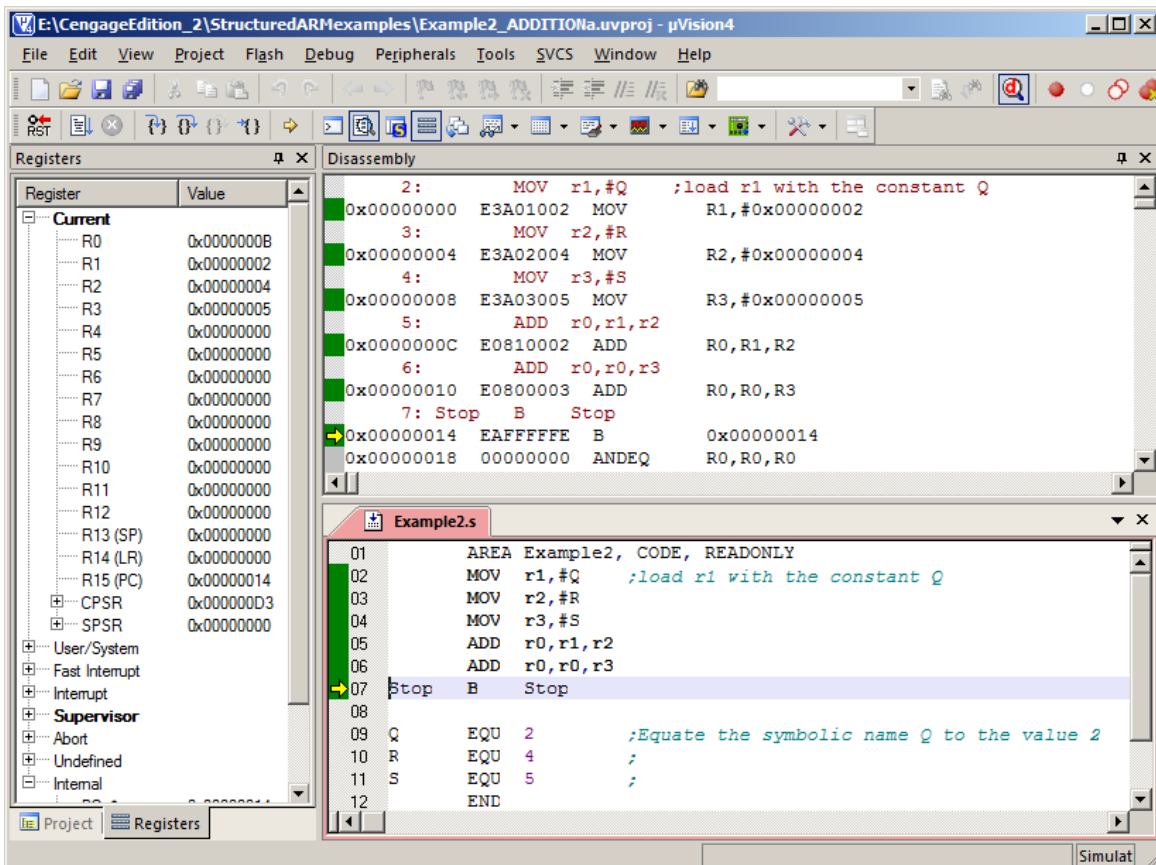 E:\CengageEdition_2\StructuredARMexamples\Example2_ADDITIONa.uvproj - µVision4
File Edit View Project Flash Debug Peripherals Tools SVCS Window Help
RST
Registers
Register Value
Current
R0 0x0000000B
R1 0x00000002
R2 0x00000004
R3 0x00000005
R4 0x00000000
R5 0x00000000
R6 0x00000000
R7 0x00000000
R8 0x00000000
R9 0x00000000
R10 0x00000000
R11 0x00000000
R12 0x00000000
R13 (SP) 0x00000000
R14 (LR) 0x00000000
R15 (PC) 0x00000014
CPSR 0x000000D3
SPSR 0x00000000
User/System
Fast Interrupt
Interrupt
Supervisor
Abort
Undefined
Internal
Project Registers
Disassembly
2: MOV r1,#Q ;load r1 with the constant Q
0x00000000 E3A01002 MOV R1,#0x00000002
3: MOV r2,#R
0x00000004 E3A02004 MOV R2,#0x00000004
4: MOV r3,#S
0x00000008 E3A03005 MOV R3,#0x00000005
5: ADD r0,r1,r2
0x0000000C E0810002 ADD R0,R1,R2
6: ADD r0,r0,r3
0x00000010 E0800003 ADD R0,R0,R3
7: Stop B Stop
0x00000014 EAFFFFFE B 0x00000014
0x00000018 00000000 ANDEQ R0,R0,R0
Example2.s
01 AREA Example2, CODE, READONLY
02 MOV r1,#Q ;load r1 with the constant Q
03 MOV r2,#R
04 MOV r3,#S
05 ADD r0,r1,r2
06 ADD r0,r0,r3
07 Stop B Stop
08
09 Q EQU 2 ;Equate the symbolic name Q to the value 2
10 R EQU 4 ;
11 S EQU 5 ;
12 END
Simulat